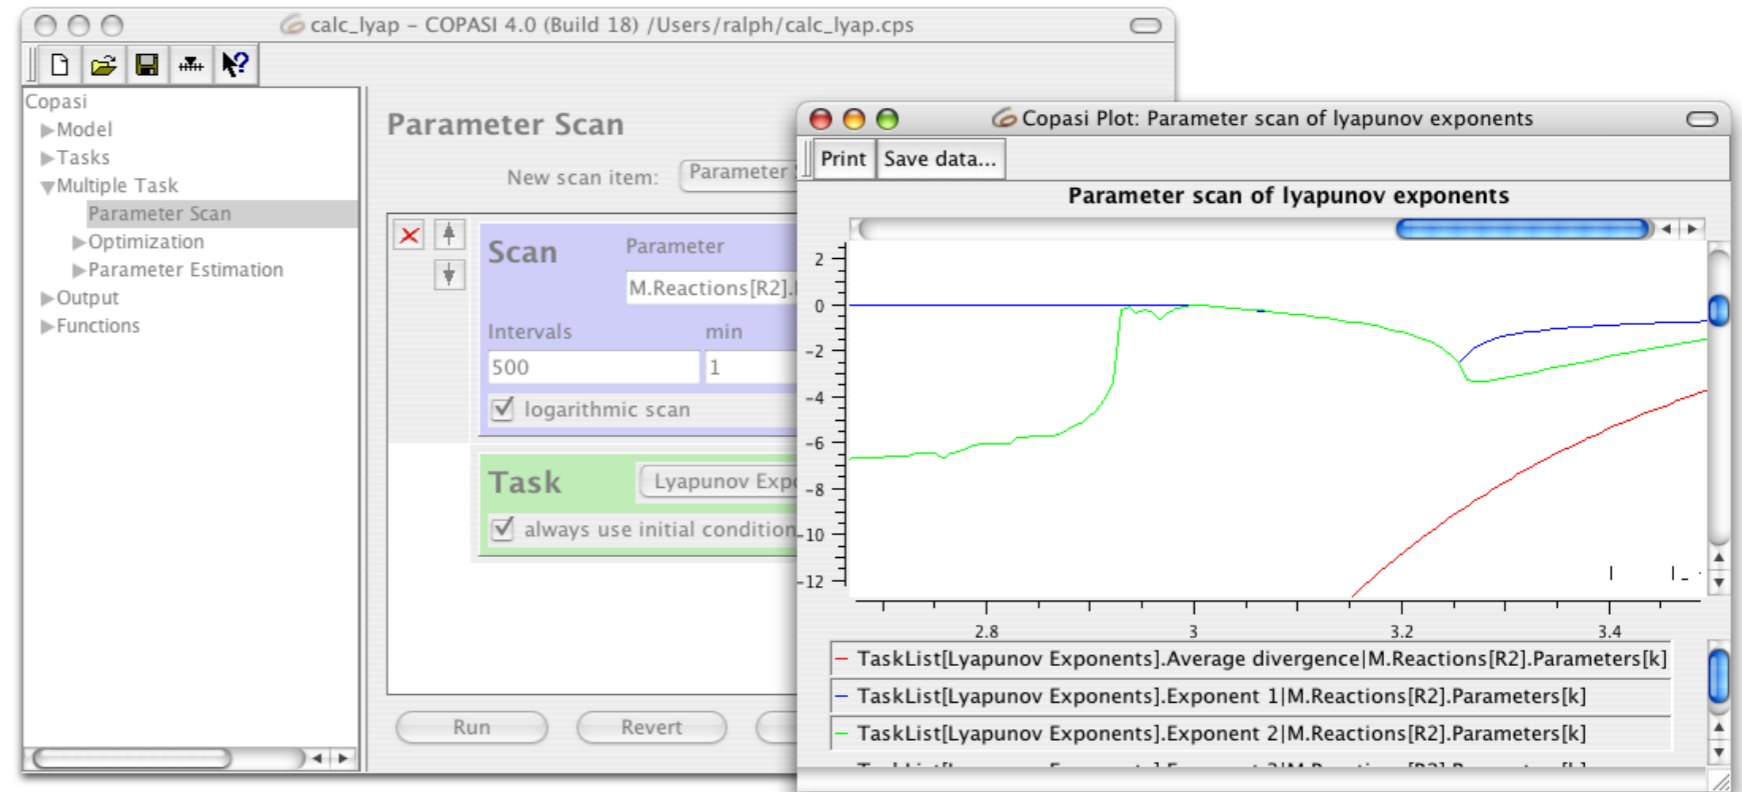 calc_lyap – COPASI 4.0 (Build 18) /Users/ralph/calc_lyap.cps
Copasi
Model
Tasks
Multiple Task
Parameter Scan
Optimization
Parameter Estimation
Output
Functions
Parameter Scan
New scan item:
Parameter
Scan
Parameter
M.Reactions[R2].
Intervals
min
500
1
logarithmic scan
Task
Lyapunov Expo
always use initial condition
Run
Revert
Copasi Plot: Parameter scan of lyapunov exponents
Print
Save data...
Parameter scan of lyapunov exponents
2
0
-2
-4
-6
-8
-10
-12
2.8
3
3.2
3.4
TaskList[Lyapunov Exponents].Average divergence|M.Reactions[R2].Parameters[k]
TaskList[Lyapunov Exponents].Exponent 1|M.Reactions[R2].Parameters[k]
TaskList[Lyapunov Exponents].Exponent 2|M.Reactions[R2].Parameters[k]